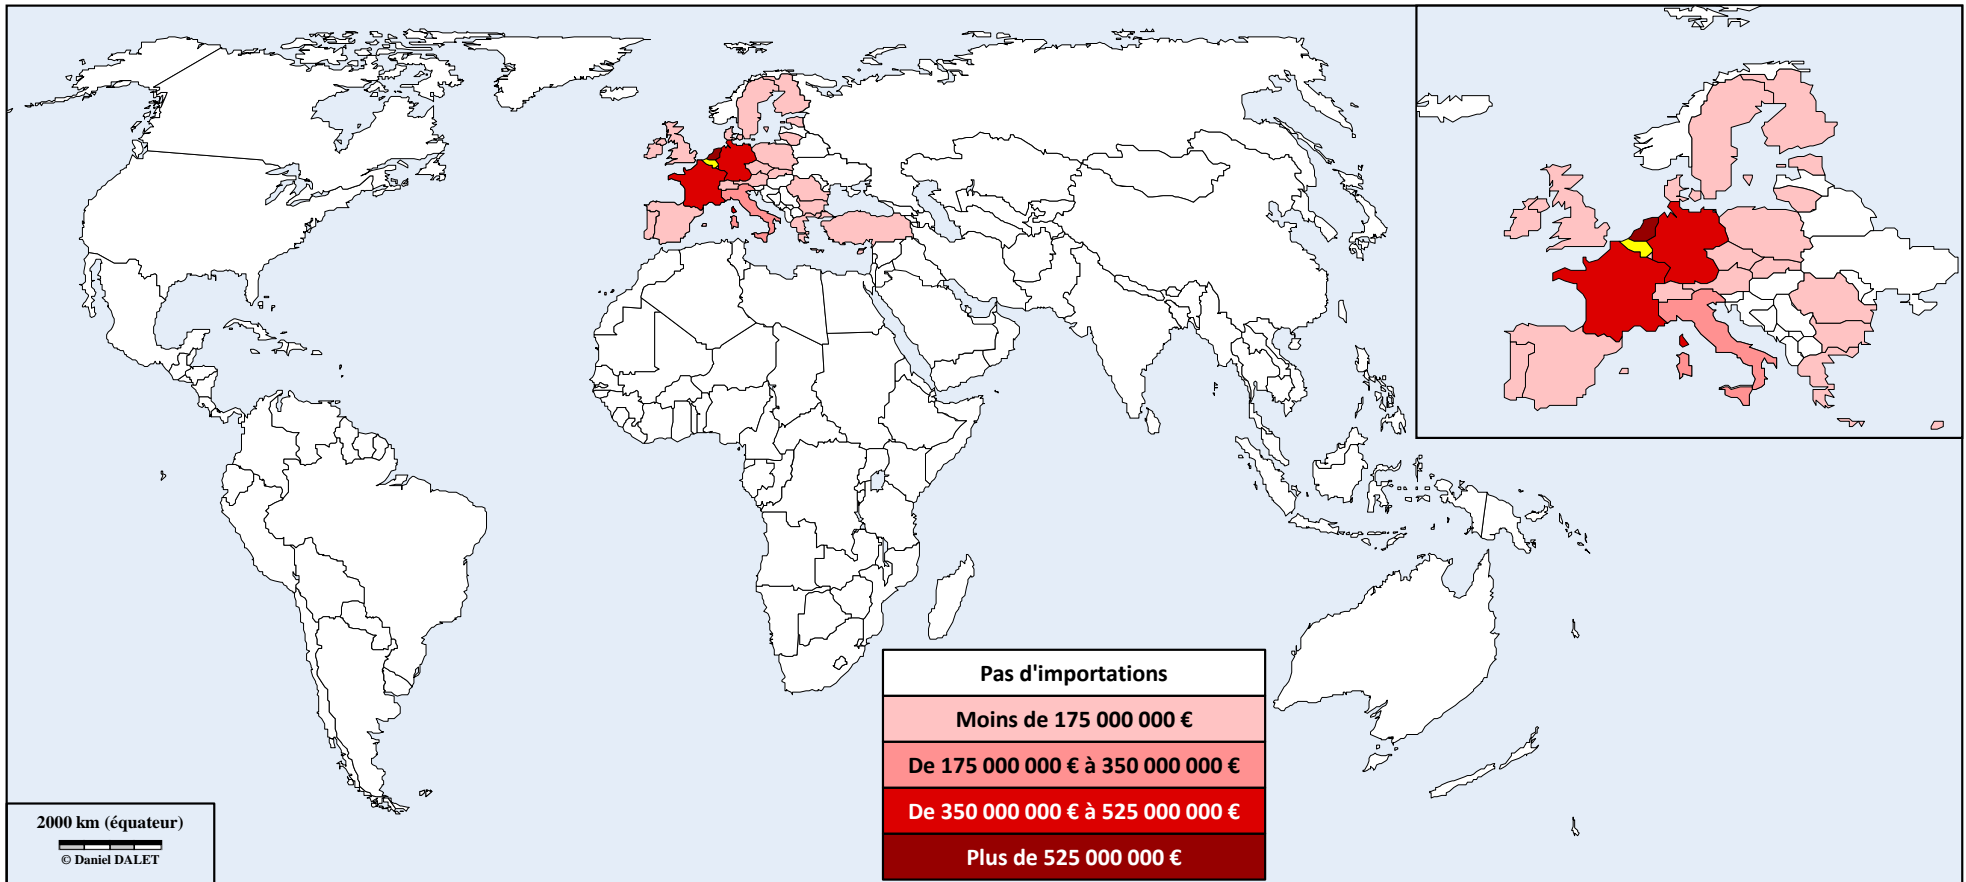 Pas d'importations
Moins de 175 000 000 €
De 175 000 000 € à 350 000 000 €
De 350 000 000 € à 525 000 000 €
Plus de 525 000 000 €
2000 km (équateur)
© Daniel DALET